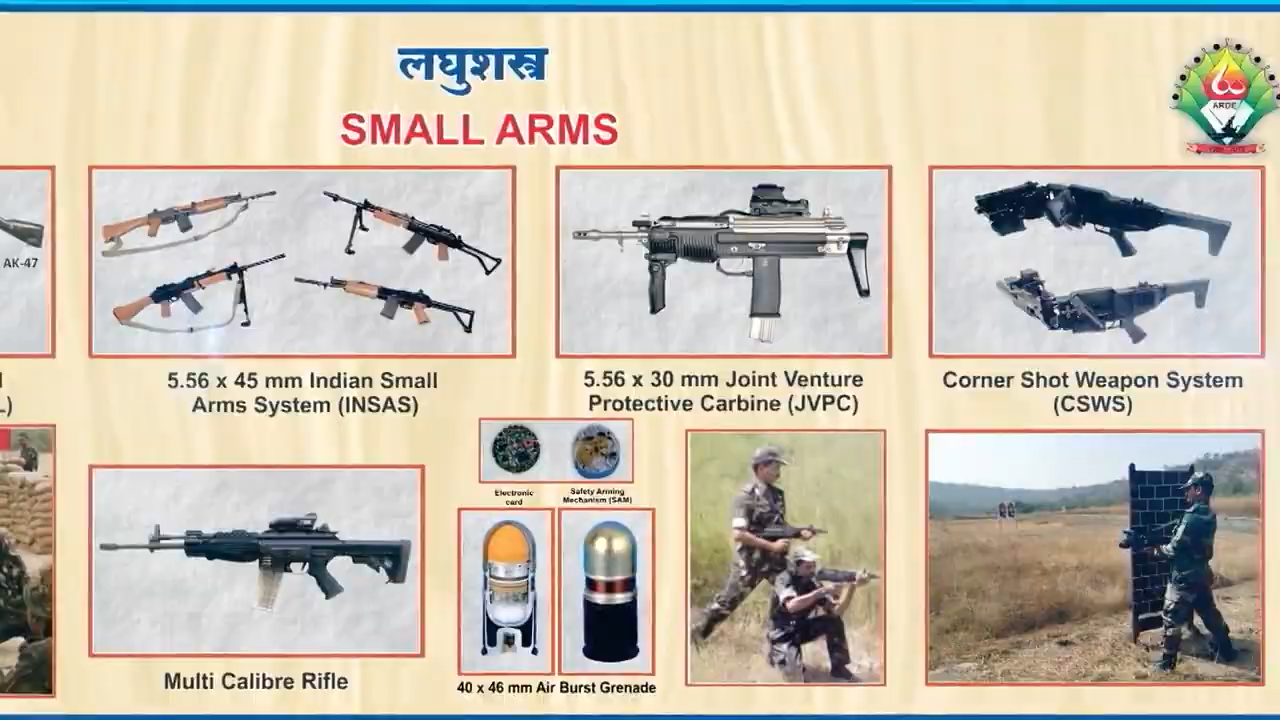 लघुशस्त्र
SMALL ARMS
ARDE
AK-47
5.56 x 45 mm Indian Small
Arms System (INSAS)
5.56 x 30 mm Joint Venture
Protective Carbine (JVPC)
Corner Shot Weapon System
(CSWS)
Electronic
card
Safety Arming
Mechanism (SAM)
Multi Calibre Rifle
40 x 46 mm Air Burst Grenade